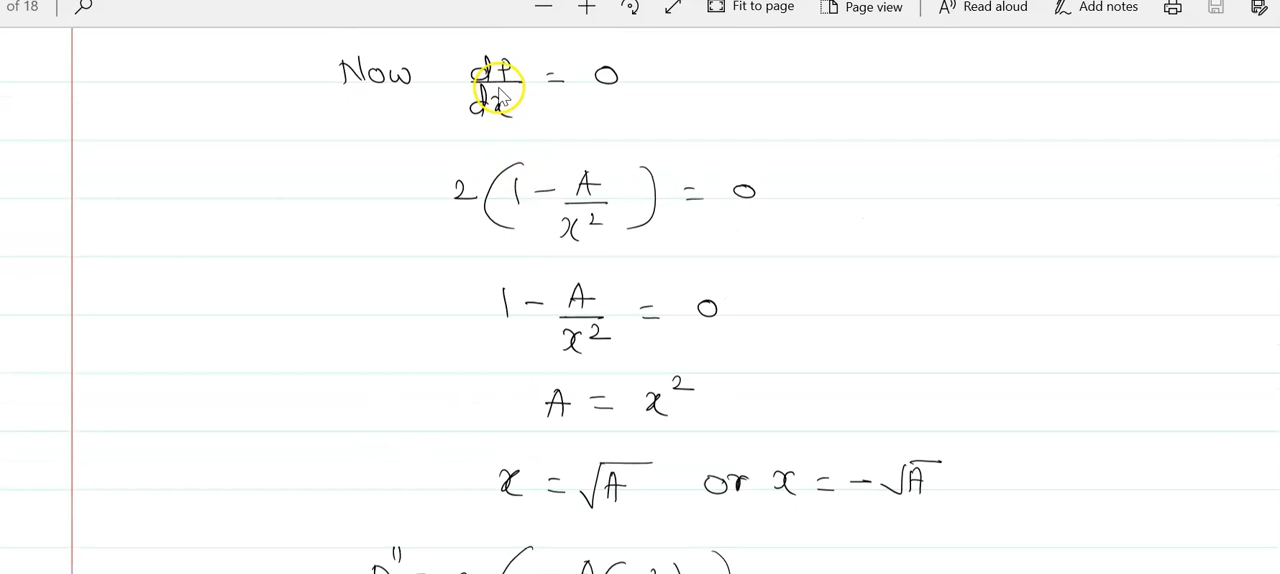 of 18 Fit to page Page view A Read aloud Add notes
Now dP/dx = 0
2(1 - A/x²) = 0
1 - A/x² = 0
A = x²
x = √A or x = -√A